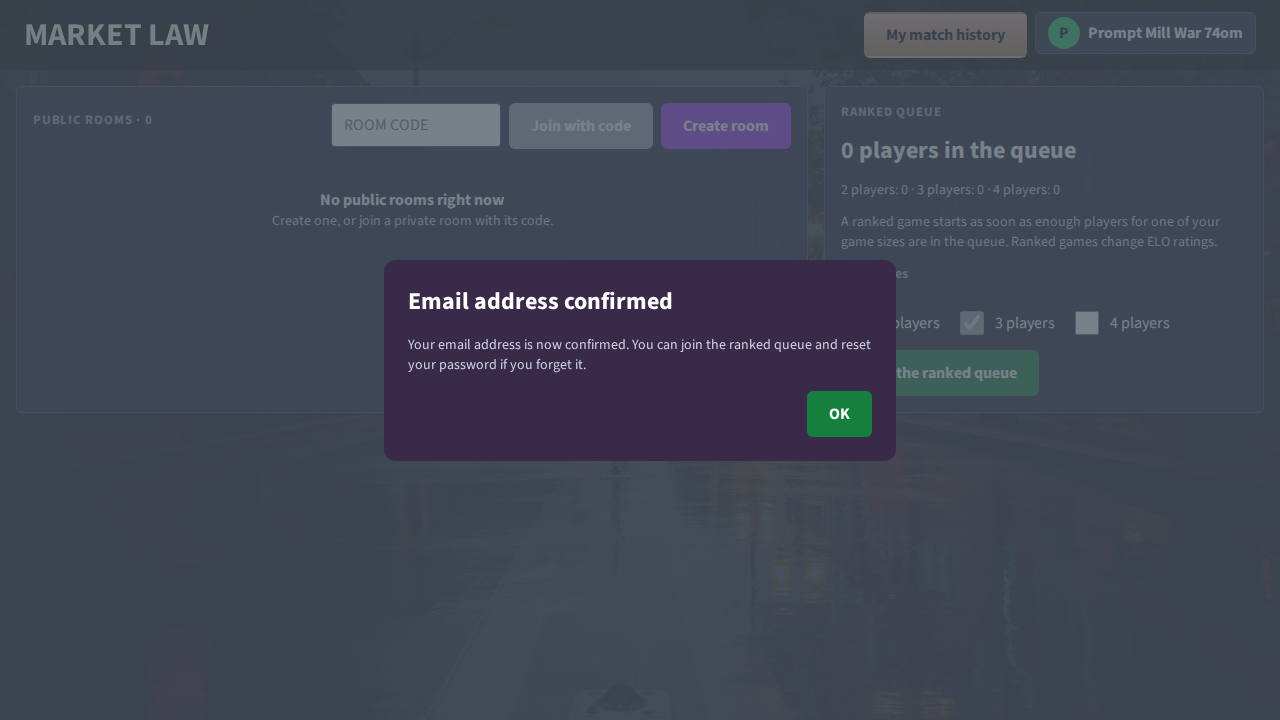 MARKET LAW
My match history
P
Prompt Mill War 74om
PUBLIC ROOMS · 0
ROOM CODE
Join with code
Create room
No public rooms right now
Create one, or join a private room with its code.
RANKED QUEUE
0 players in the queue
2 players: 0 · 3 players: 0 · 4 players: 0
A ranked game starts as soon as enough players for one of your
game sizes are in the queue. Ranked games change ELO ratings.
players
3 players
4 players
the ranked queue
Email address confirmed
Your email address is now confirmed. You can join the ranked queue and reset
your password if you forget it.
OK